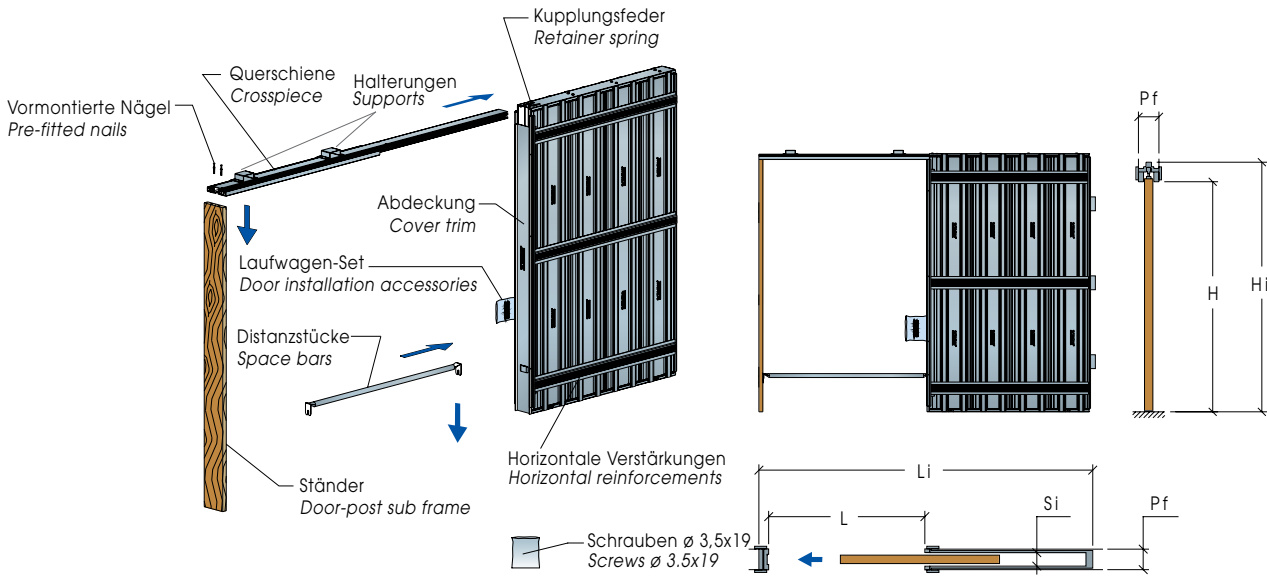 Kupplungsfeder
Retainer spring
Querschiene
Crosspiece
Halterungen
Supports
Vormontierte Nägel
Pre-fitted nails
Abdeckung
Cover trim
Laufwagen-Set
Door installation accessories
Distanzstücke
Space bars
Horizontale Verstärkungen
Horizontal reinforcements
Ständer
Door-post sub frame
Schrauben ø 3,5x19
Screws ø 3.5x19
Pf
H
Hi
Li
L
Si
Pf